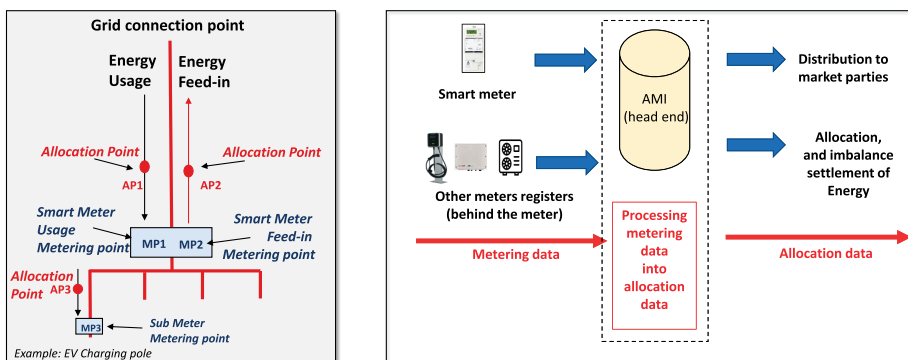 Grid connection point
Energy
Usage
Energy
Feed-in
Allocation Point
Allocation Point
AP1
AP2
Smart Meter
Usage
Metering point
MP1
MP2
Smart Meter
Feed-in
Metering point
Allocation
Point
AP3
MP3
Sub Meter
Metering point
Example: EV Charging pole
Smart meter
Other meters registers
(behind the meter)
Metering data
AMI
(head end)
Processing
metering
data
into
allocation
data
Distribution to
market parties
Allocation,
and imbalance
settlement of
Energy
Allocation data